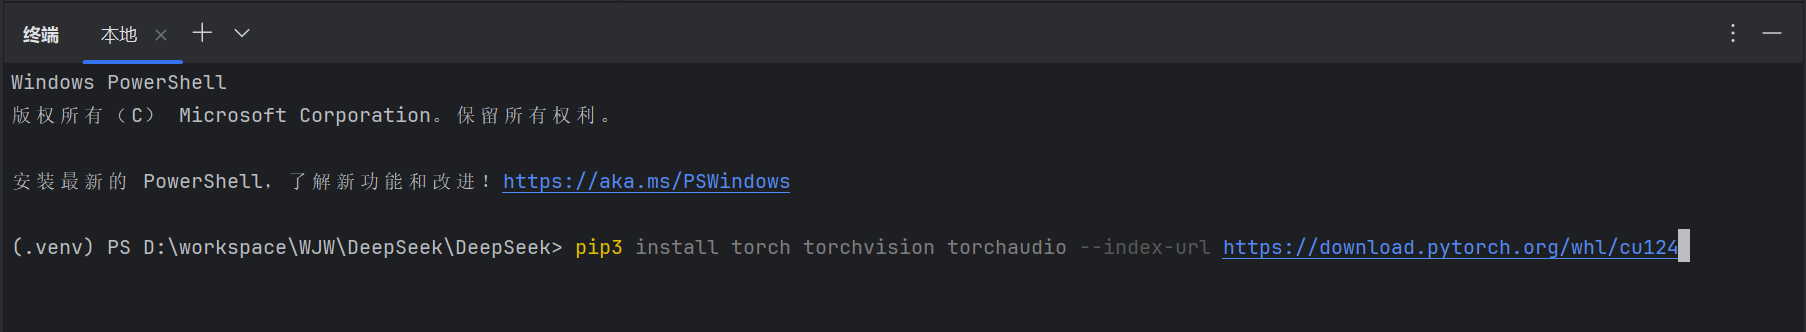 终端 本地
Windows PowerShell
版权所有（C） Microsoft Corporation。保留所有权利。
安装最新的 PowerShell，了解新功能和改进！https://aka.ms/PSWindows
(.venv) PS D:\workspace\WJW\DeepSeek\DeepSeek> pip3 install torch torchvision torchaudio --index-url https://download.pytorch.org/whl/cu124